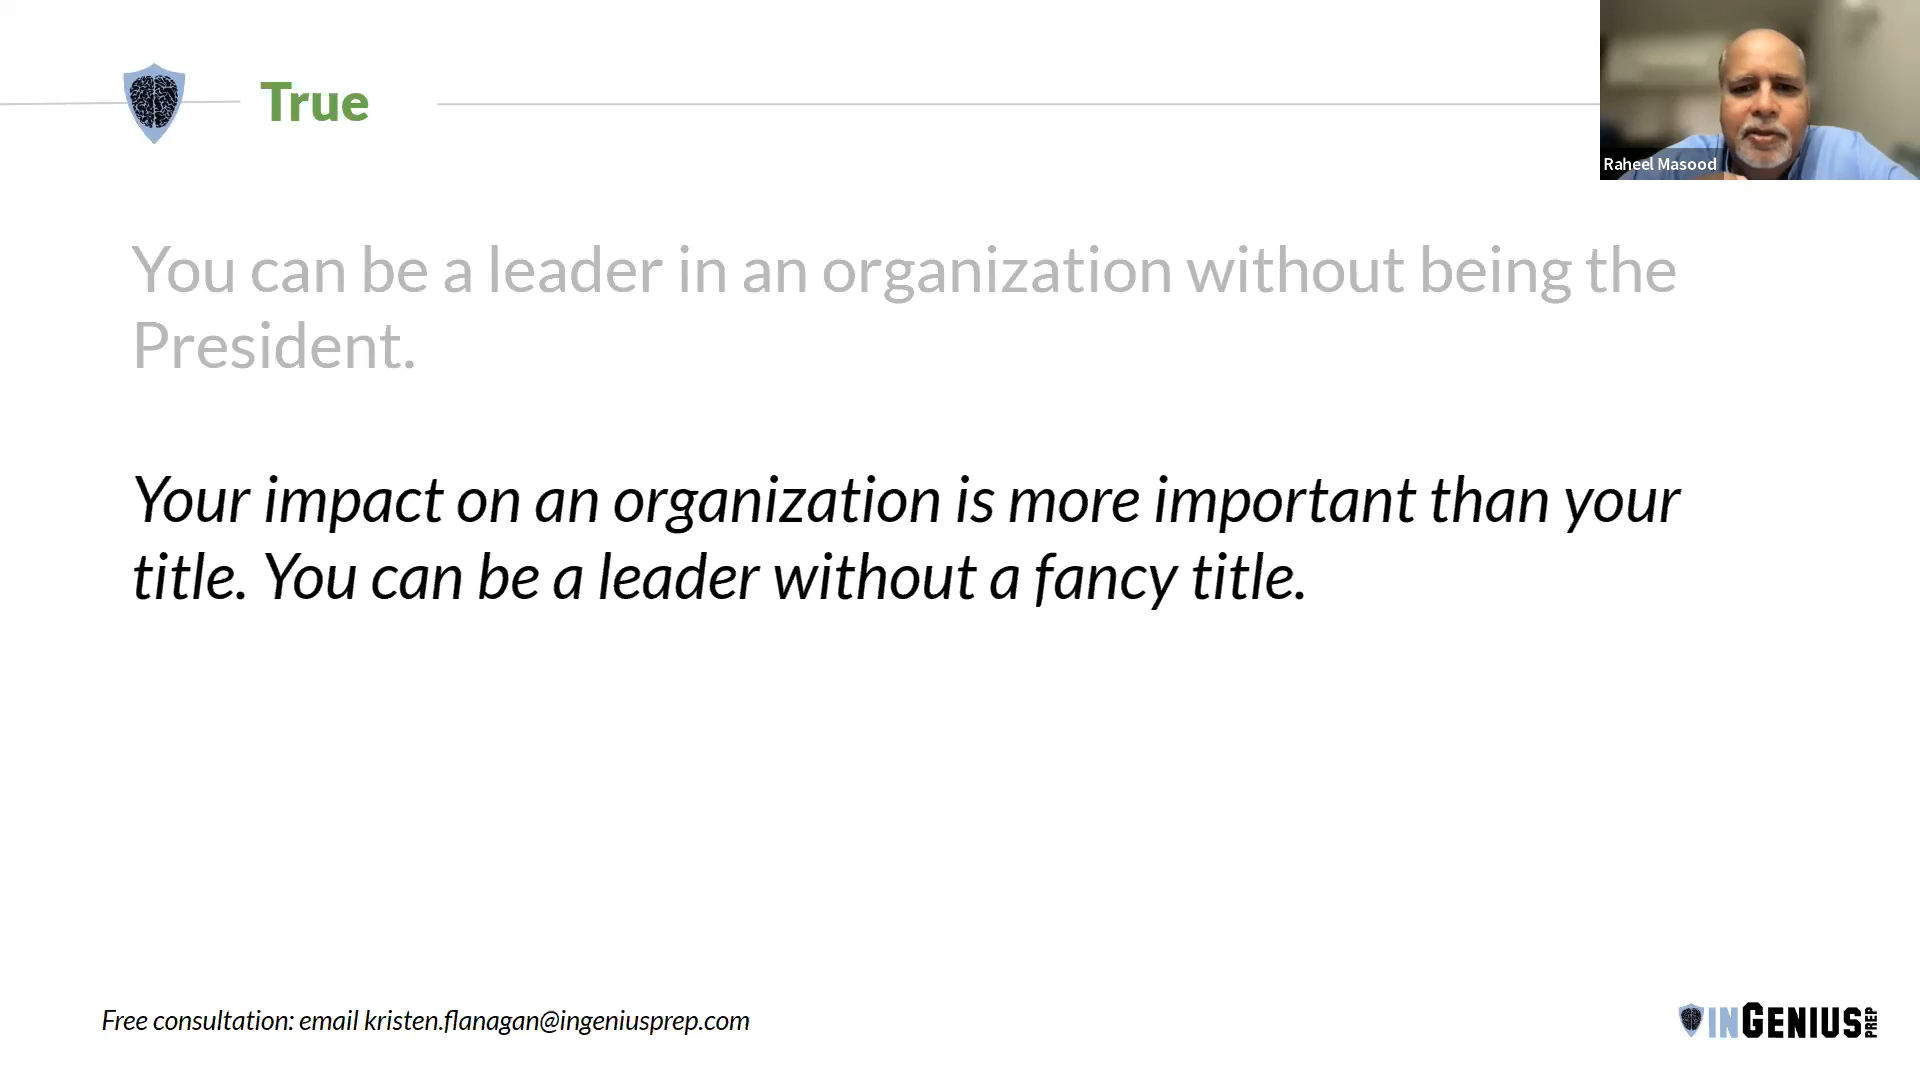 True
Raheel Masood
You can be a leader in an organization without being the
President.
Your impact on an organization is more important than your
title. You can be a leader without a fancy title.
Free consultation: email kristen.flanagan@ingeniusprep.com
INGENIUS PREP